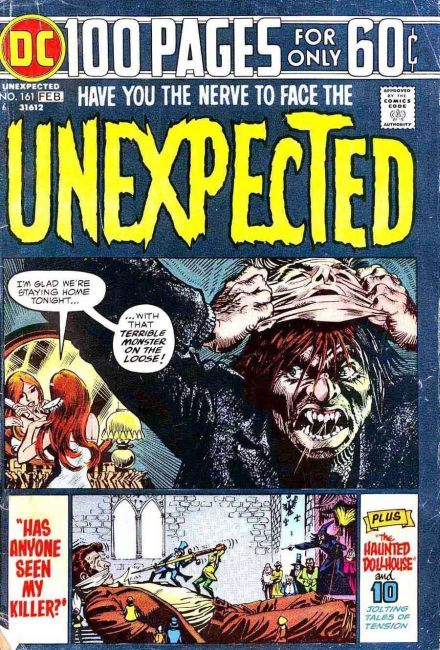 DC
100 PAGES FOR ONLY 60¢
UNEXPECTED
NO. 161 FEB.
31612
HAVE YOU THE NERVE TO FACE THE
APPROVED
BY THE
COMICS
CODE
AUTHORITY
UNEXPECTED
I'M GLAD WE'RE
STAYING HOME
TONIGHT...
...WITH
THAT
TERRIBLE
MONSTER
ON THE
LOOSE!
"HAS
ANYONE
SEEN
MY
KILLER?"
PLUS
"The
HAUNTED
DOLLHOUSE"
and
10
JOLTING
TALES OF
TENSION